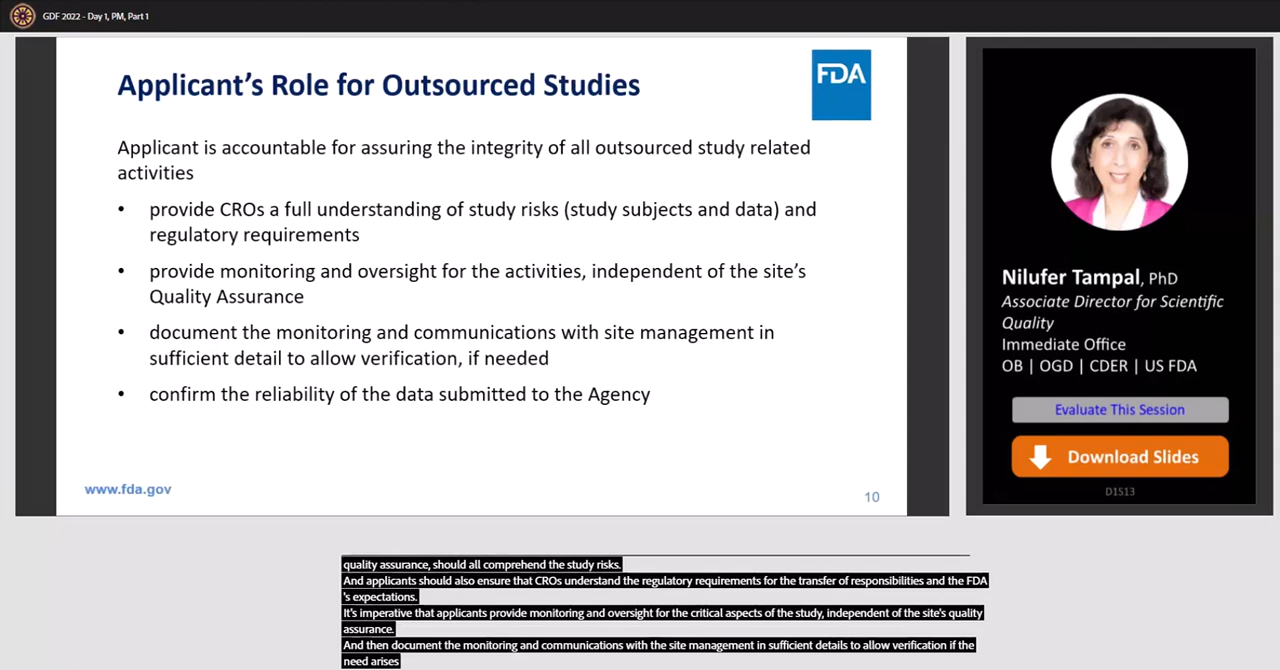 GDF 2022 - Day 1, PM, Part 1
Applicant's Role for Outsourced Studies
FDA
Applicant is accountable for assuring the integrity of all outsourced study related
activities
• provide CROs a full understanding of study risks (study subjects and data) and
regulatory requirements
• provide monitoring and oversight for the activities, independent of the site's
Quality Assurance
• document the monitoring and communications with site management in
sufficient detail to allow verification, if needed
• confirm the reliability of the data submitted to the Agency
www.fda.gov
10
Nilufer Tampal, PhD
Associate Director for Scientific
Quality
Immediate Office
OB | OGD | CDER | US FDA
Evaluate This Session
Download Slides
D1S13
quality assurance, should all comprehend the study risks.
And applicants should also ensure that CROs understand the regulatory requirements for the transfer of responsibilities and the FDA
's expectations.
It's imperative that applicants provide monitoring and oversight for the critical aspects of the study, independent of the site's quality
assurance.
And then document the monitoring and communications with the site management in sufficient details to allow verification if the
need arises